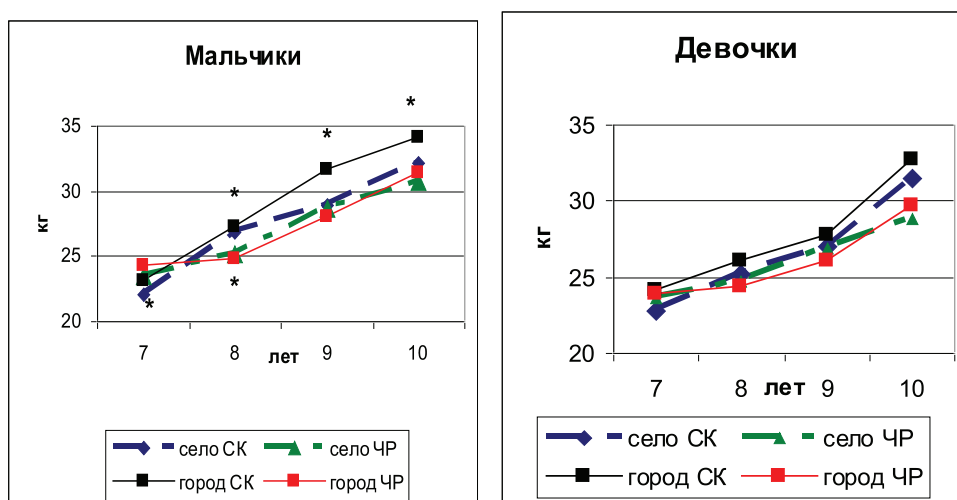 Мальчики
*
*
35
*
30
кг
25
*
*
20
7
8
9
10
лет
село СК
село ЧР
город СК
город ЧР
Девочки
35
30
кг
25
20
7
8
9
10
лет
село СК
село ЧР
город СК
город ЧР